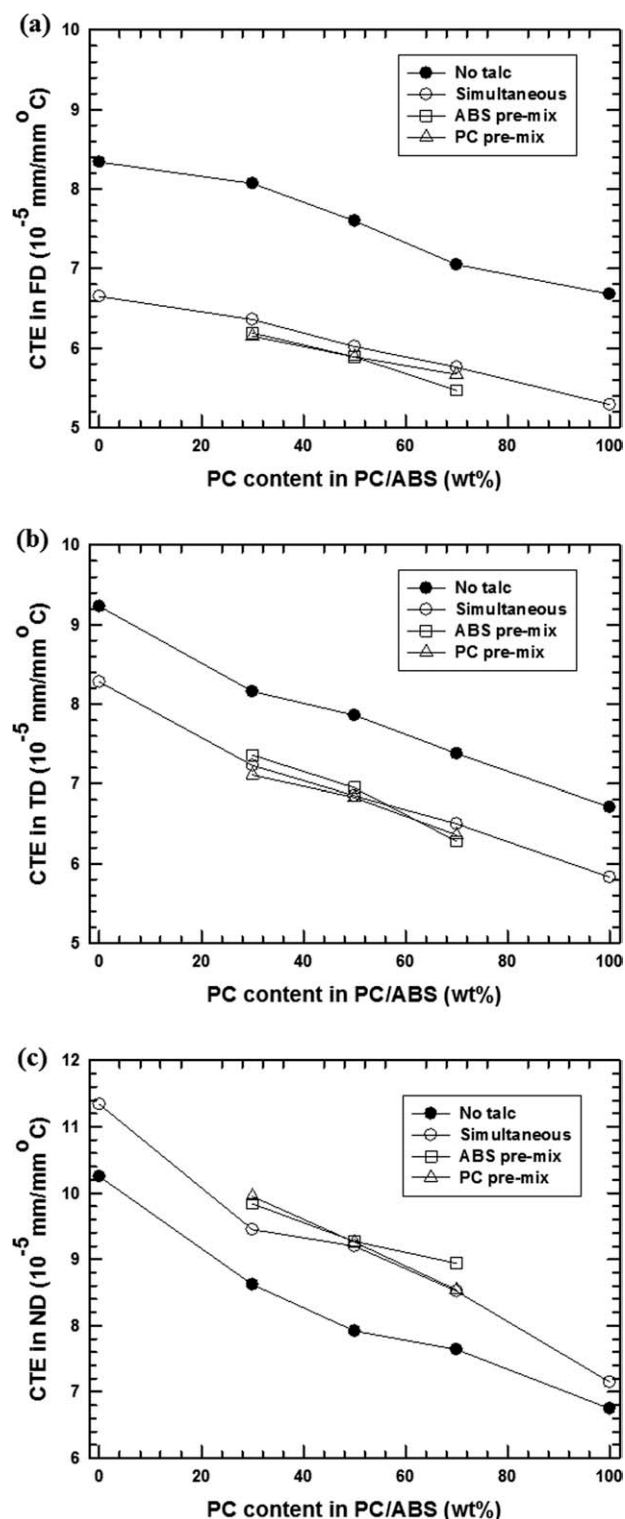 (a)
10
9
8
7
6
5
CTE in FD (10^-5 mm/mm°C)
No talc
Simultaneous
ABS pre-mix
PC pre-mix
0 20 40 60 80 100
PC content in PC/ABS (wt%)
(b)
10
9
8
7
6
5
CTE in TD (10^-5 mm/mm°C)
No talc
Simultaneous
ABS pre-mix
PC pre-mix
0 20 40 60 80 100
PC content in PC/ABS (wt%)
(c)
12
11
10
9
8
7
6
CTE in ND (10^-5 mm/mm°C)
No talc
Simultaneous
ABS pre-mix
PC pre-mix
0 20 40 60 80 100
PC content in PC/ABS (wt%)